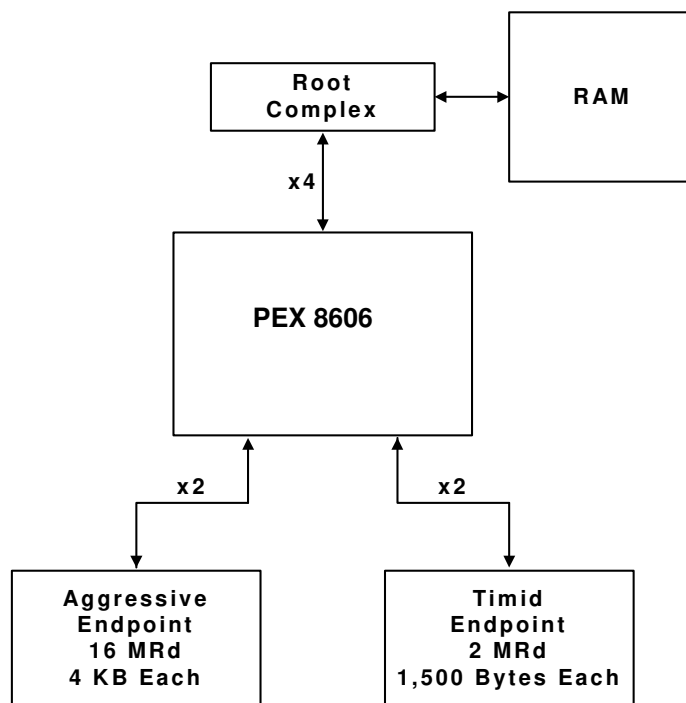 Root
Complex
RAM
x4
PEX 8606
x2
x2
Aggressive
Endpoint
16 MRd
4 KB Each
Timid
Endpoint
2 MRd
1,500 Bytes Each